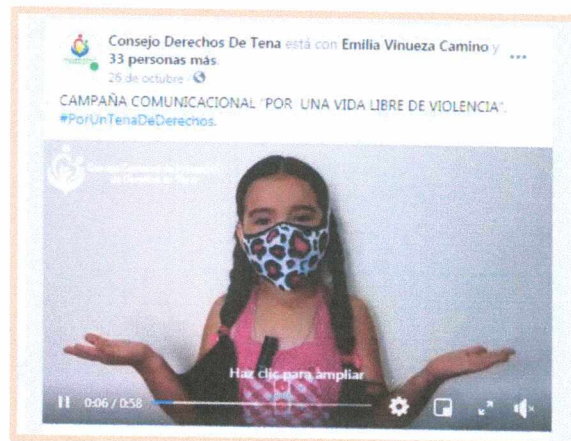 Consejo Derechos De Tena está con Emilia Vinueza Camino y
33 personas más.
26 de octubre
CAMPAÑA COMUNICACIONAL "POR UNA VIDA LIBRE DE VIOLENCIA".
#PorUnTenaDeDerechos.
Haz clic para ampliar
0:06 / 0:58